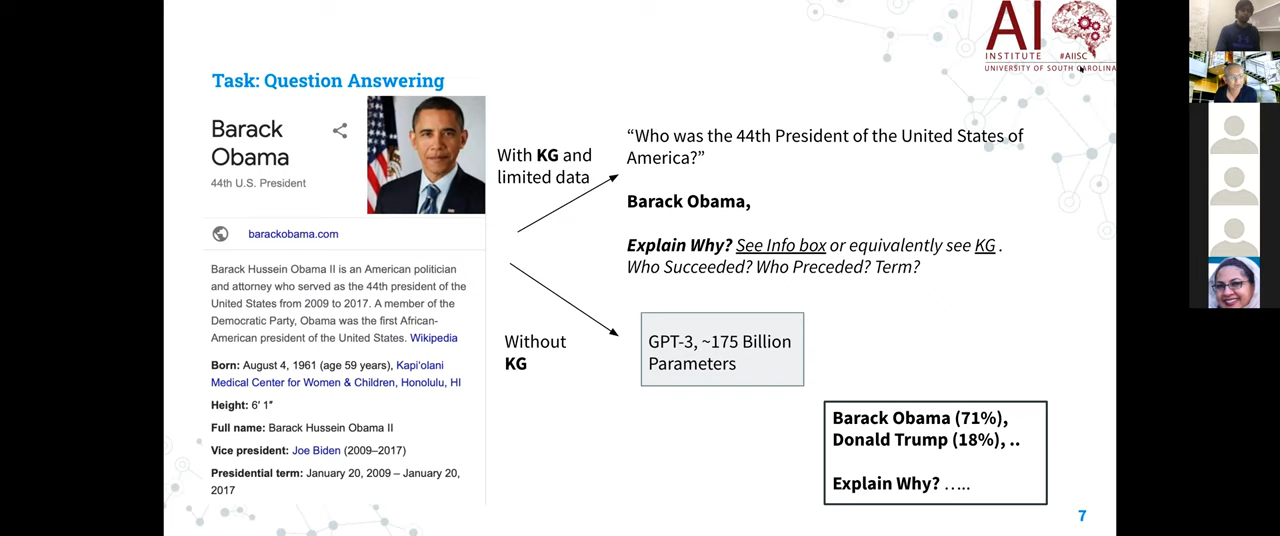 AI
INSTITUTE #AIISC
UNIVERSITY OF SOUTH CAROLINA
Task: Question Answering
Barack
Obama
44th U.S. President
barackobama.com
Barack Hussein Obama II is an American politician
and attorney who served as the 44th president of the
United States from 2009 to 2017. A member of the
Democratic Party, Obama was the first African-
American president of the United States. Wikipedia
Born: August 4, 1961 (age 59 years), Kapiʻolani
Medical Center for Women & Children, Honolulu, HI
Height: 6′ 1″
Full name: Barack Hussein Obama II
Vice president: Joe Biden (2009–2017)
Presidential term: January 20, 2009 – January 20,
2017
With KG and
limited data
“Who was the 44th President of the United States of
America?”
Barack Obama,
Explain Why? See Info box or equivalently see KG .
Who Succeeded? Who Preceded? Term?
Without
KG
GPT-3, ~175 Billion
Parameters
Barack Obama (71%),
Donald Trump (18%), ..
Explain Why? …..
7